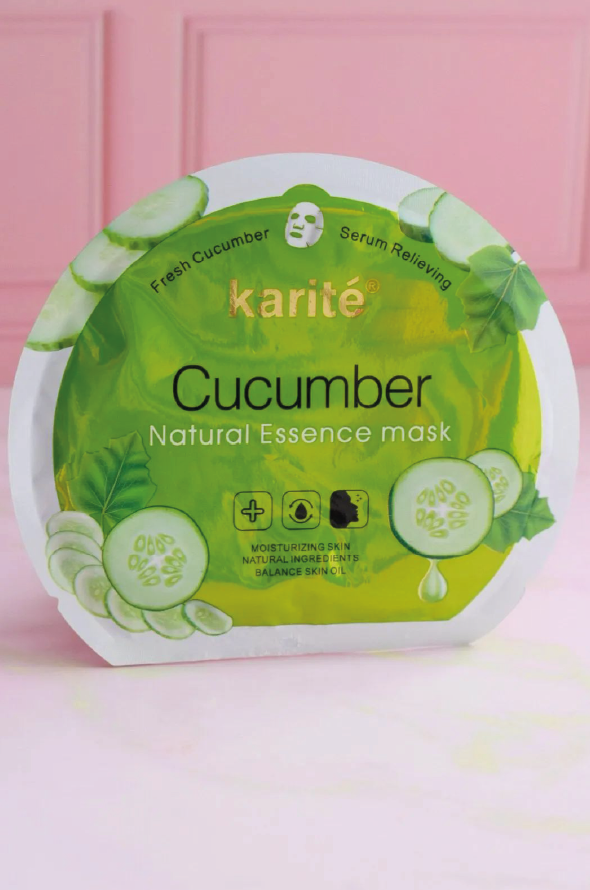 Fresh Cucumber Serum Relieving
karité®
Cucumber
Natural Essence mask
MOISTURIZING SKIN
NATURAL INGREDIENTS
BALANCE SKIN OIL